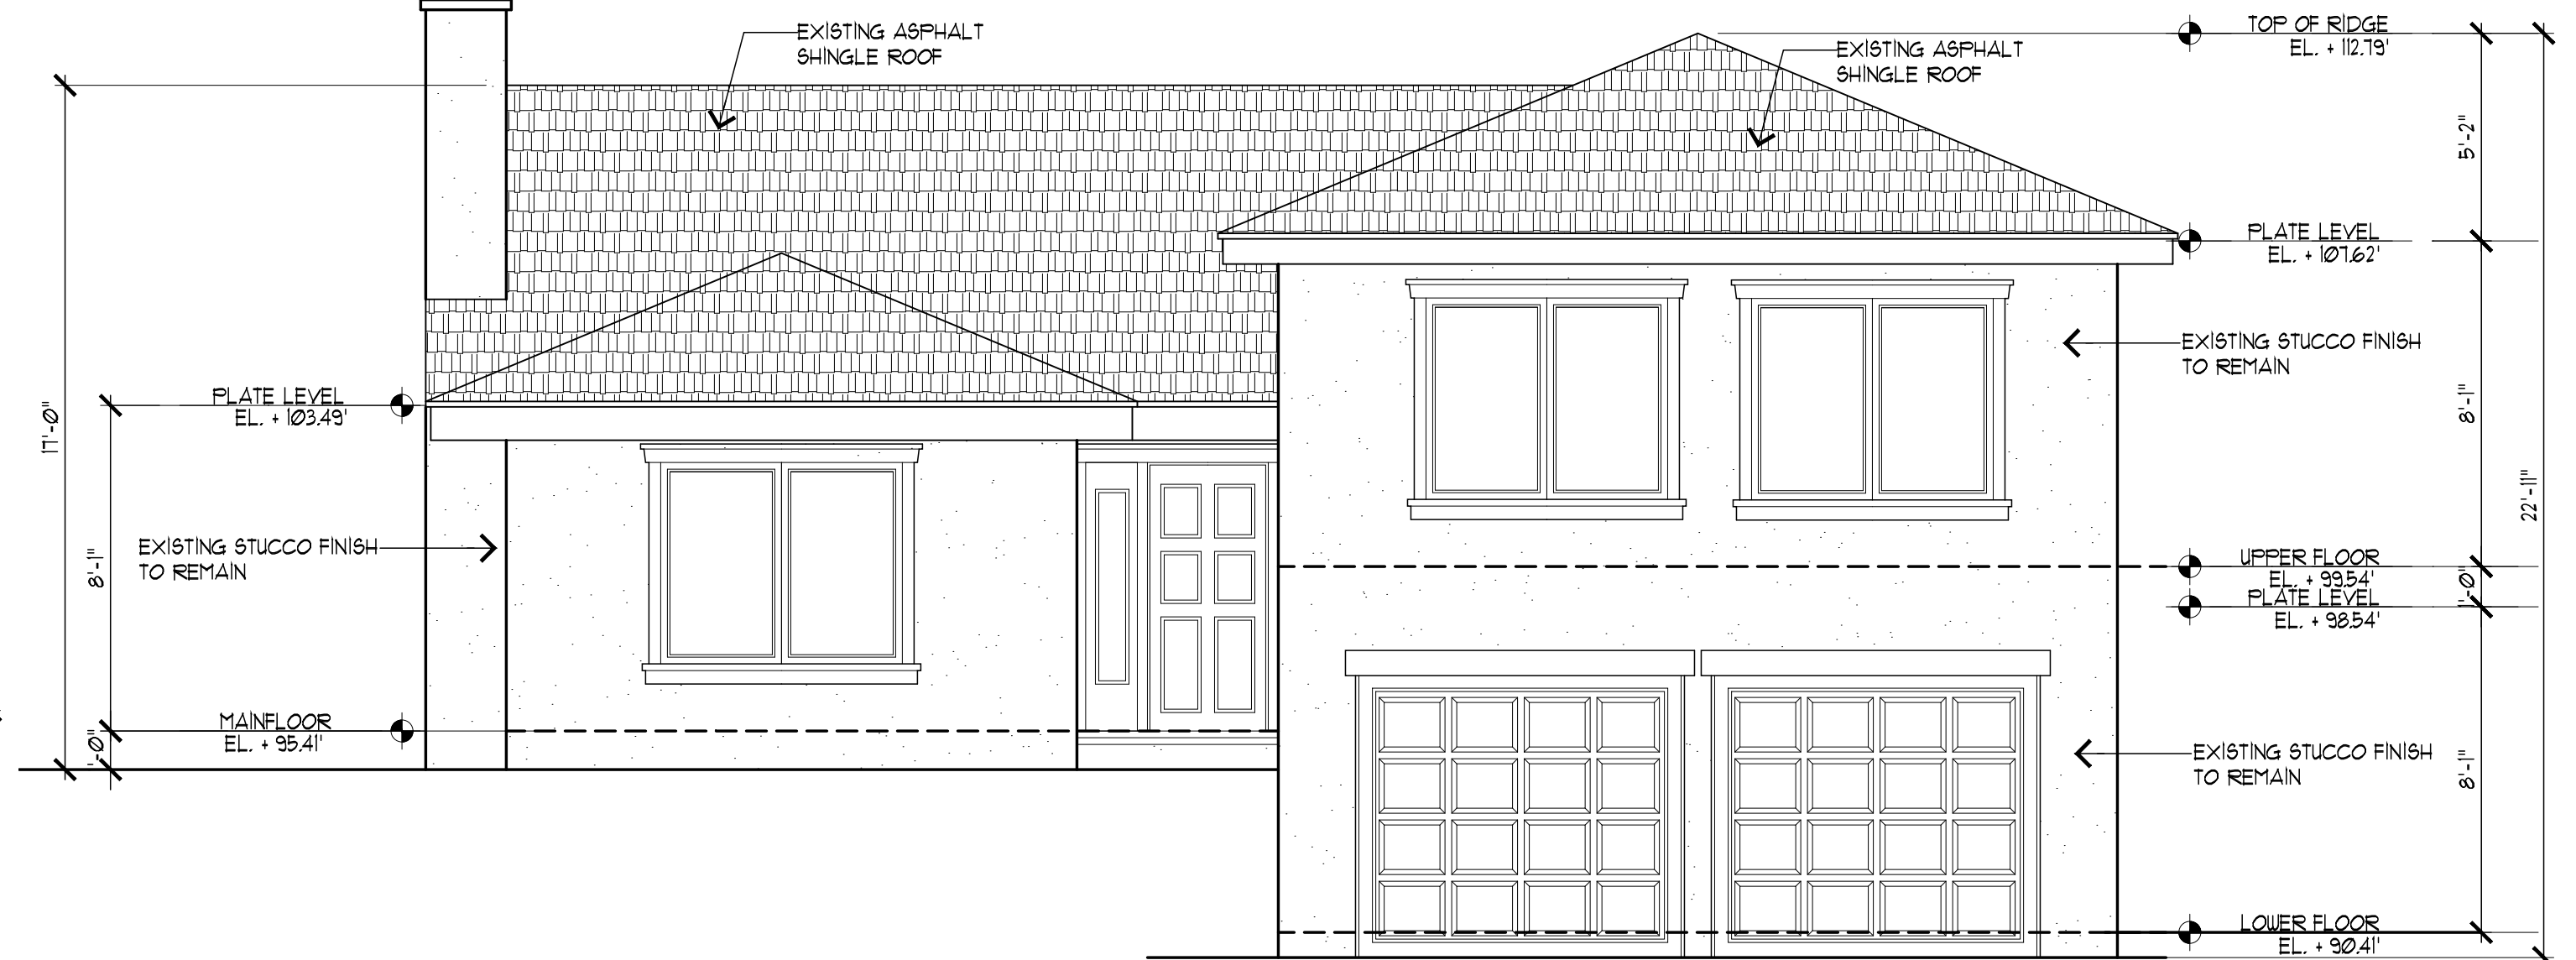 EXISTING ASPHALT
SHINGLE ROOF
EXISTING ASPHALT
SHINGLE ROOF
TOP OF RIDGE
EL. + 112.79'
5'-2"
PLATE LEVEL
EL. + 107.62'
EXISTING STUCCO FINISH
TO REMAIN
8'-1"
22'-11"
PLATE LEVEL
EL. + 103.49'
17'-0"
8'-1"
EXISTING STUCCO FINISH
TO REMAIN
UPPER FLOOR
EL. + 99.54'
1'-0"
PLATE LEVEL
EL. + 98.54'
MAINFLOOR
EL. + 95.41'
1'-0"
EXISTING STUCCO FINISH
TO REMAIN
8'-1"
LOWER FLOOR
EL. + 90.41'